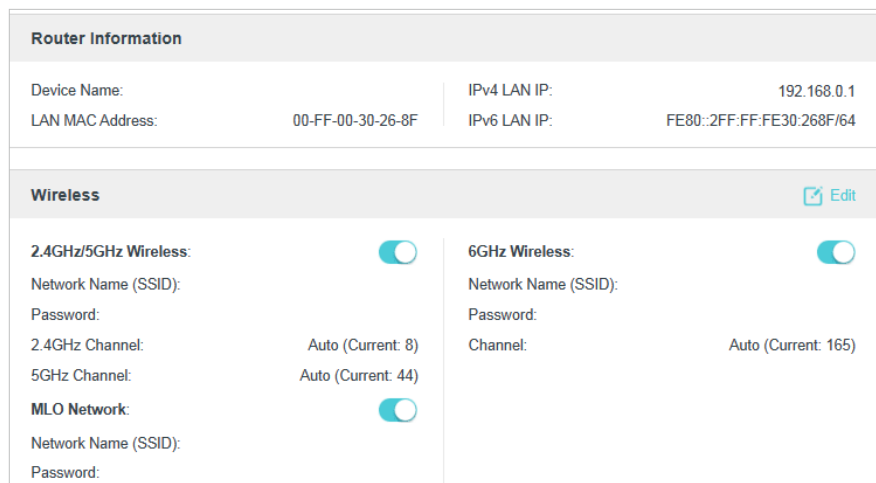 Router Information
Device Name:
LAN MAC Address: 00-FF-00-30-26-8F
IPv4 LAN IP: 192.168.0.1
IPv6 LAN IP: FE80::2FF:FF:FE30:268F/64
Wireless
Edit
2.4GHz/5GHz Wireless:
Network Name (SSID):
Password:
2.4GHz Channel: Auto (Current: 8)
5GHz Channel: Auto (Current: 44)
MLO Network:
Network Name (SSID):
Password:
6GHz Wireless:
Network Name (SSID):
Password:
Channel: Auto (Current: 165)